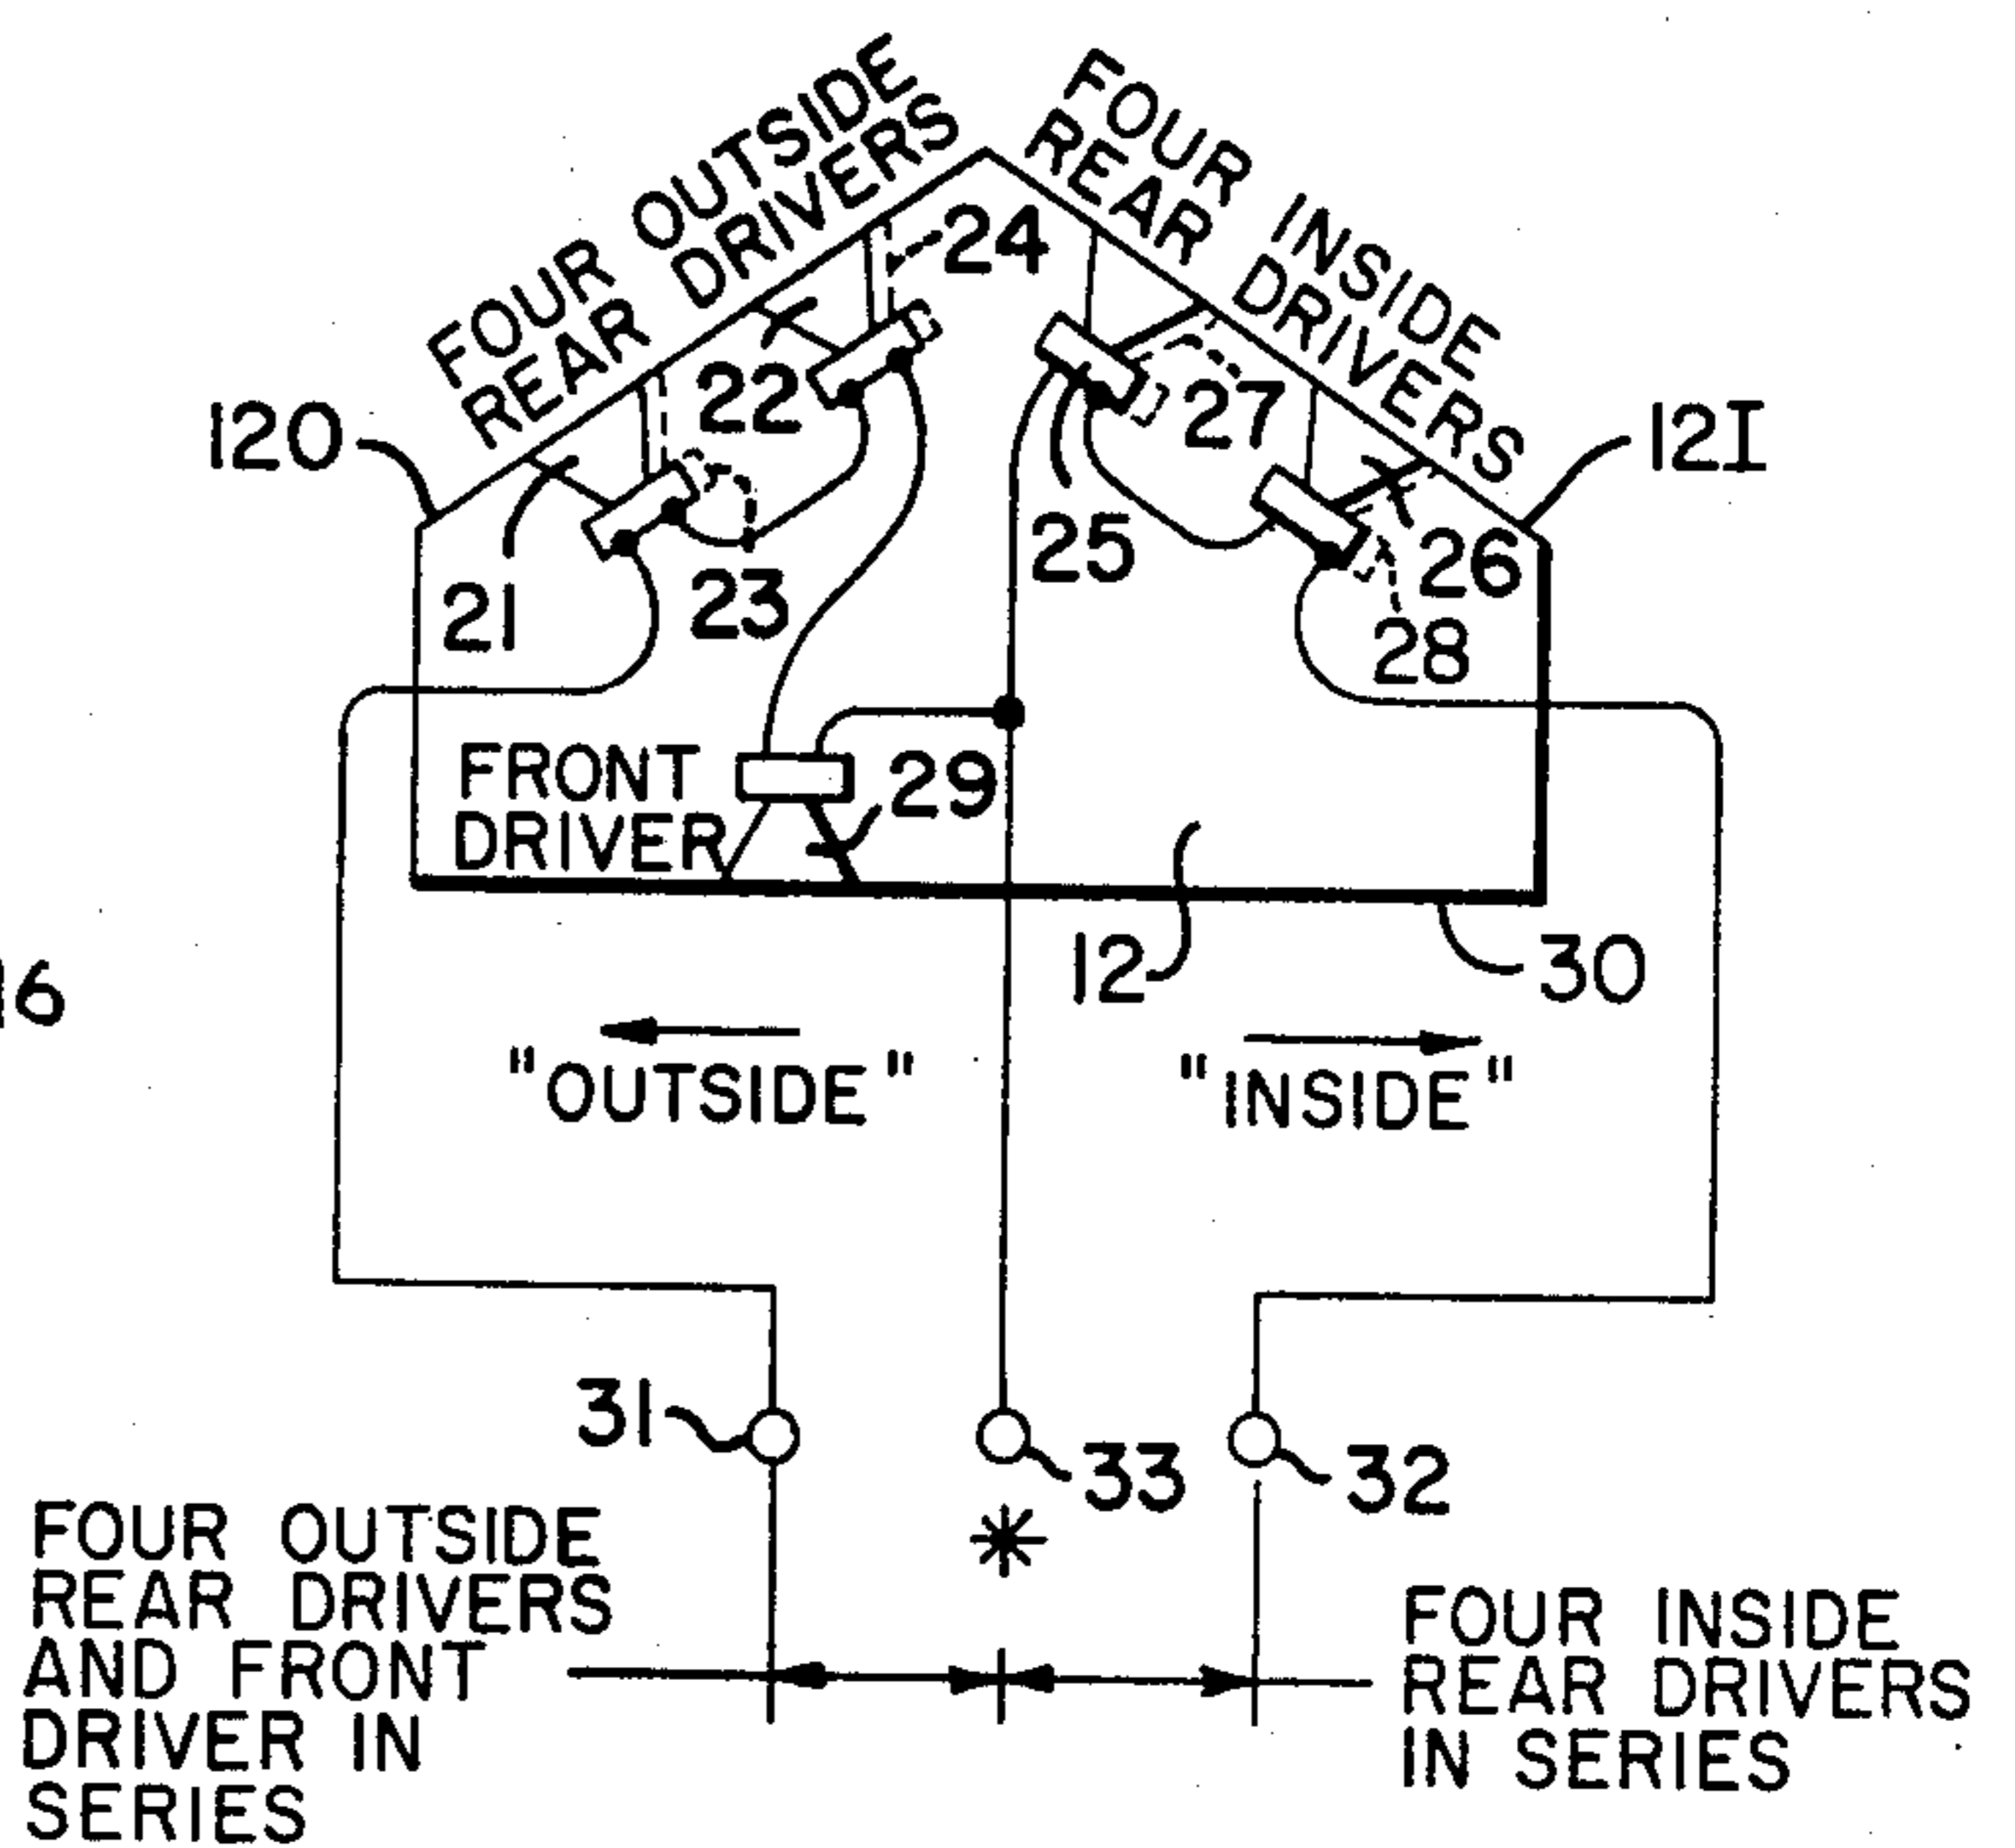 FOUR OUTSIDE
REAR DRIVERS
FOUR INSIDE
REAR DRIVERS
24
22
27
12O
12I
21
23
25
26
28
FRONT
DRIVER
29
12
30
16
"OUTSIDE"
"INSIDE"
31
33
32
*
FOUR OUTSIDE
REAR DRIVERS
AND FRONT
DRIVER IN
SERIES
FOUR INSIDE
REAR DRIVERS
IN SERIES